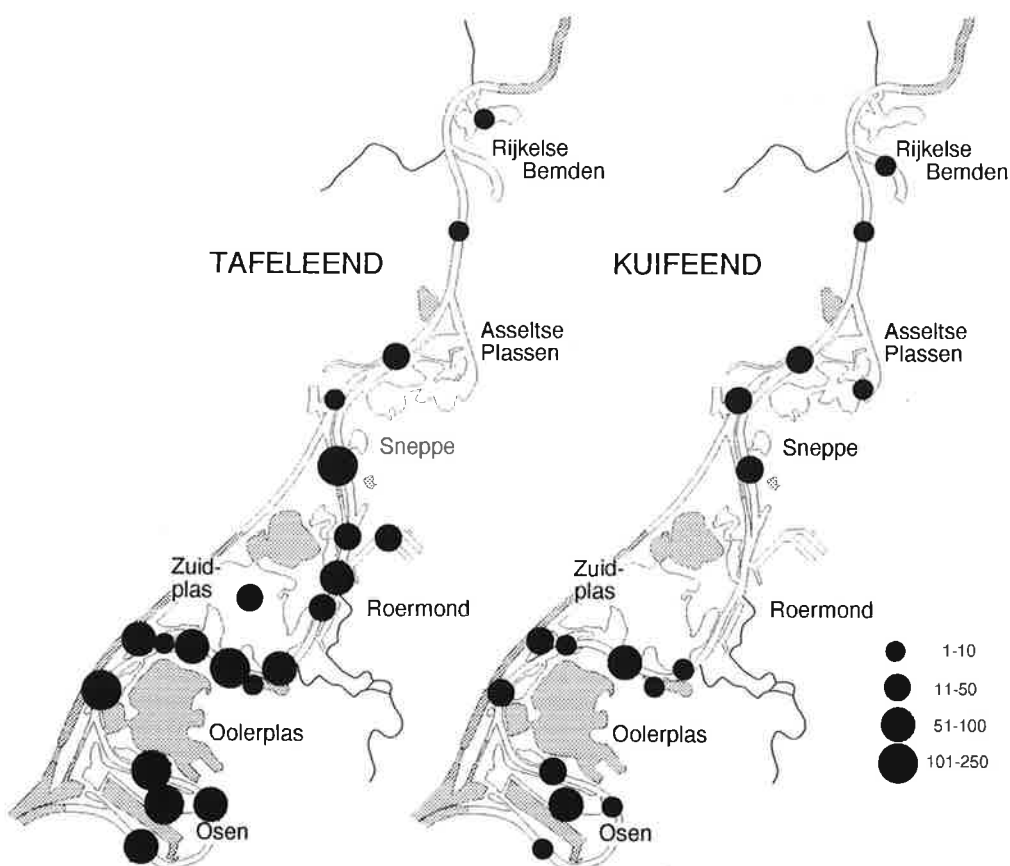 Rijkelse
Bemden
TAFELEEND
Asseltse
Plassen
Sneppe
Zuid-
plas
Roermond
Oolerplas
Osen
Rijkelse
Bemden
KUIFEEND
Asseltse
Plassen
Sneppe
Zuid-
plas
Roermond
Oolerplas
Osen
1-10
11-50
51-100
101-250